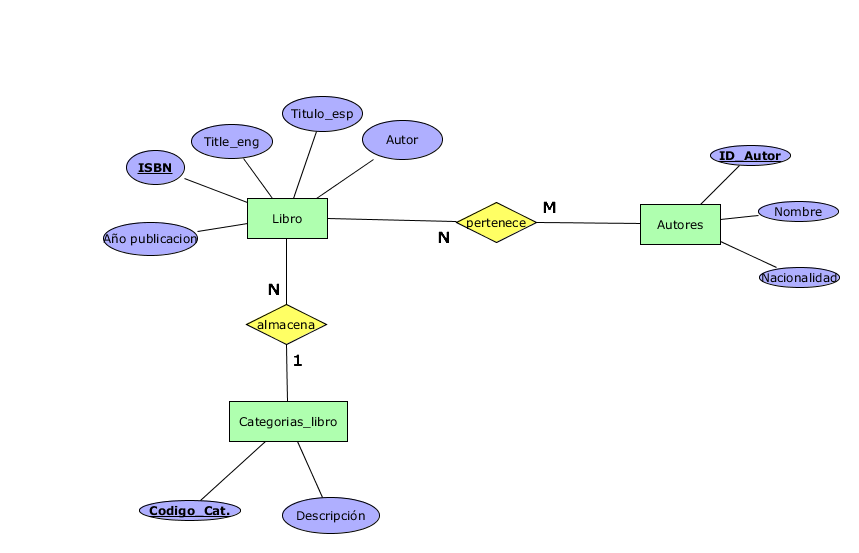 Titulo_esp
Title_eng
Autor
ISBN
ID_Autor
Libro
M
Nombre
pertenece
Autores
Año publicacion
N
Nacionalidad
N
almacena
1
Categorias_libro
Codigo_Cat.
Descripción